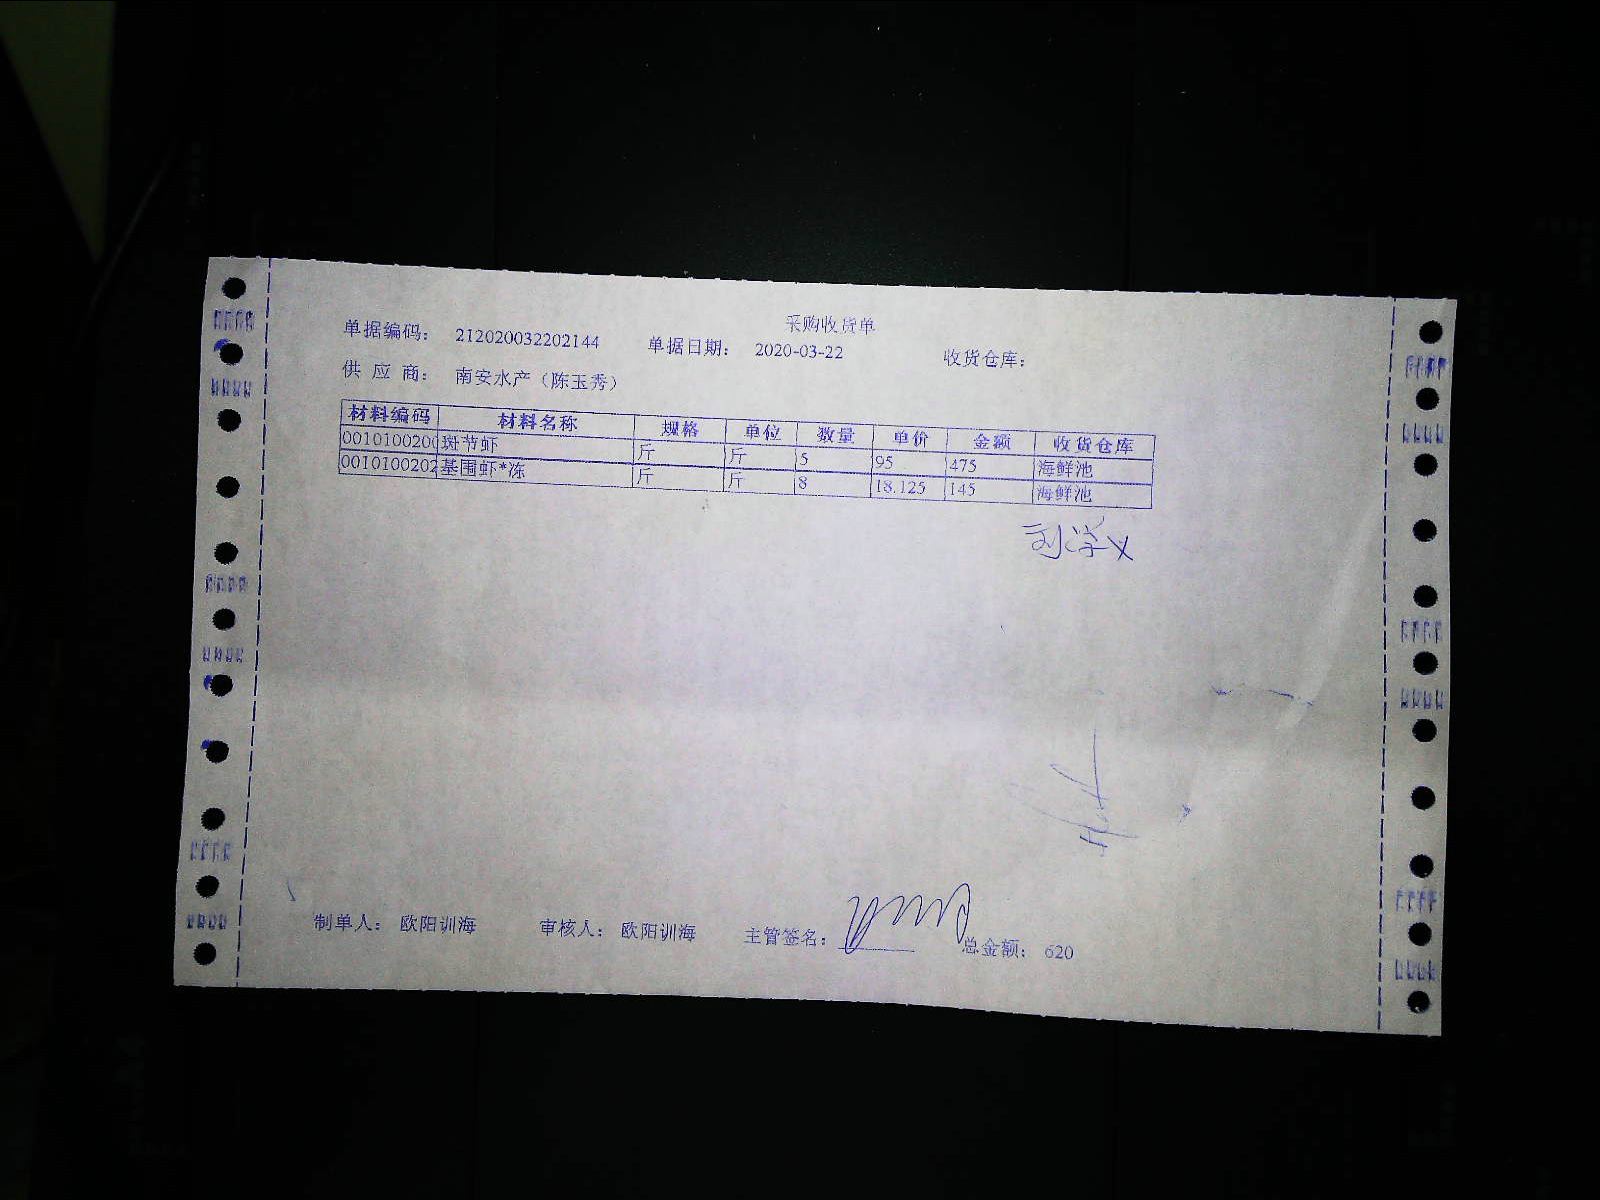 采购收货单
单据编码： 212020032202144 单据日期： 2020-03-22 收货仓库：
供 应 商： 南安水产（陈玉秀）
材料编码 材料名称 规格 单位 数量 单价 金额 收货仓库
0010100200 斑节虾 斤 斤 5 95 475 海鲜池
0010100202 基围虾*冻 斤 斤 8 18.125 145 海鲜池
制单人： 欧阳训海 审核人： 欧阳训海 主管签名： 总金额： 620